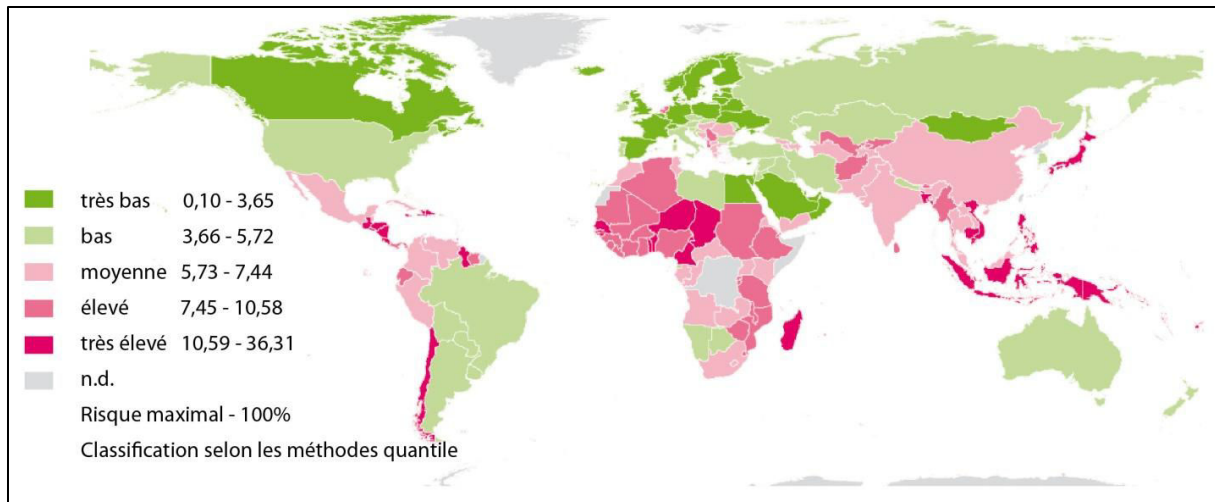 très bas 0,10 - 3,65
bas 3,66 - 5,72
moyenne 5,73 - 7,44
élevé 7,45 - 10,58
très élevé 10,59 - 36,31
n.d.
Risque maximal - 100%
Classification selon les méthodes quantile